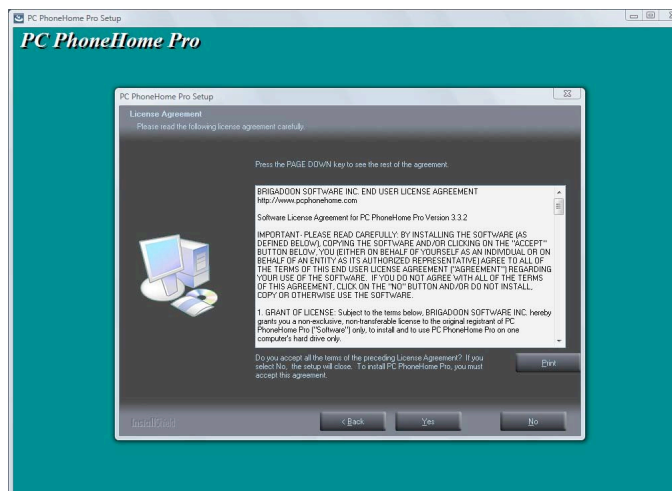 PC PhoneHome Pro Setup
PC PhoneHome Pro
PC PhoneHome Pro Setup
License Agreement
Please read the following license agreement carefully.
Press the PAGE DOWN key to see the rest of the agreement.
BRIGADOON SOFTWARE INC. END USER LICENSE AGREEMENT
http://www.pcphonehome.com
Software License Agreement for PC PhoneHome Pro Version 3.3.2
IMPORTANT- PLEASE READ CAREFULLY: BY INSTALLING THE SOFTWARE (AS
DEFINED BELOW), COPYING THE SOFTWARE AND/OR CLICKING ON THE "ACCEPT"
BUTTON BELOW, YOU (EITHER ON BEHALF OF YOURSELF AS AN INDIVIDUAL OR ON
BEHALF OF AN ENTITY AS ITS AUTHORIZED REPRESENTATIVE) AGREE TO ALL OF
THE TERMS OF THIS END USER LICENSE AGREEMENT ("AGREEMENT") REGARDING
YOUR USE OF THE SOFTWARE. IF YOU DO NOT AGREE WITH ALL OF THE TERMS
OF THIS AGREEMENT, CLICK ON THE "NO" BUTTON AND/OR DO NOT INSTALL,
COPY OR OTHERWISE USE THE SOFTWARE.
1. GRANT OF LICENSE: Subject to the terms below, BRIGADOON SOFTWARE INC. hereby
grants you a non-exclusive, non-transferable license to the original registrant of PC
PhoneHome Pro ("Software") only, to install and to use PC PhoneHome Pro on one
computer's hard drive only.
Do you accept all the terms of the preceding License Agreement? If you
select No, the setup will close. To install PC PhoneHome Pro, you must
accept this agreement.
Print
InstallShield
< Back
Yes
No